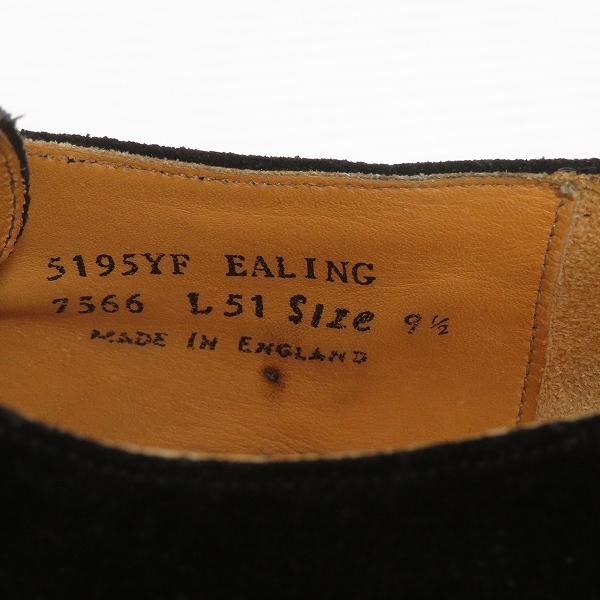 5195YF EALING
7566 L51 Size 9½
MADE IN ENGLAND